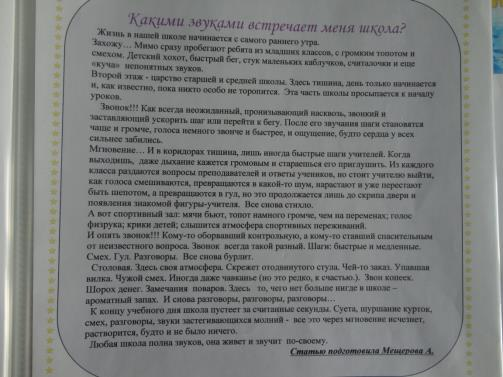 Какими звуками встречает меня школа?
Жизнь в нашей школе начинается с самого раннего утра.
Захожу… Мимо сразу пробегают ребята из младших классов, с громким топотом и
смехом. Детский хохот, быстрый бег, стук маленьких каблучков, считалочки и еще
«куча» непонятных звуков.
Второй этаж - царство старшей и средней школы. Здесь тишина, день только начинается
и, как известно, пока никто особо не торопится. Эта часть школы просыпается к началу
уроков.
Звонок!!! Как всегда неожиданный, пронизывающий насквозь, звонкий и
заставляющий ускорить шаг или перейти к бегу. После его звучания шаги становятся
чаще и громче, голоса немного звонче и быстрее, и ощущение, будто сердца у всех
сильнее забились.
Мгновение… И в коридорах тишина, лишь иногда быстрые шаги учителей. Когда
выходишь, даже дыхание кажется громовым и стараешься его приглушить. Из каждого
класса раздаются вопросы преподавателей и ответы учеников, но стоит учителю выйти,
как голоса смешиваются, превращаются в какой-то шум, нарастают и уже перестают
быть шепотом, а превращаются в гул, но это продолжается лишь до скрипа двери и
появления знакомой фигуры-учителя. Все снова стихло.
А вот спортивный зал: мячи бьют, топот намного громче, чем на переменах; голос
физрука; крики детей; слышится атмосфера спортивных переживаний.
И опять звонок!!! Кому-то оборвавший контрольную, а кому-то ставший спасительным
от неизвестного вопроса. Звонок всегда такой разный. Шаги: быстрые и медленные.
Смех. Гул. Разговоры. Все снова бурлит.
Столовая. Здесь своя атмосфера. Скрежет отодвинутого стула. Чей-то заказ. Упавшая
вилка. Чужой смех. Иногда даже чавканье (но это редко, к счастью.). Звон копеек.
Шорох денег. Замечания поваров. Здесь то, чего нет больше нигде в школе –
ароматный запах. И снова разговоры, разговоры, разговоры…
К концу учебного дня школа пустеет за считанные секунды. Суета, шуршание курток,
смех, разговоры, звуки застегивающихся молний - все это через мгновение исчезнет,
растворится, будто и не было ничего.
Любая школа полна звуков, она живет и звучит по-своему.
Статью подготовила Мещерова А.